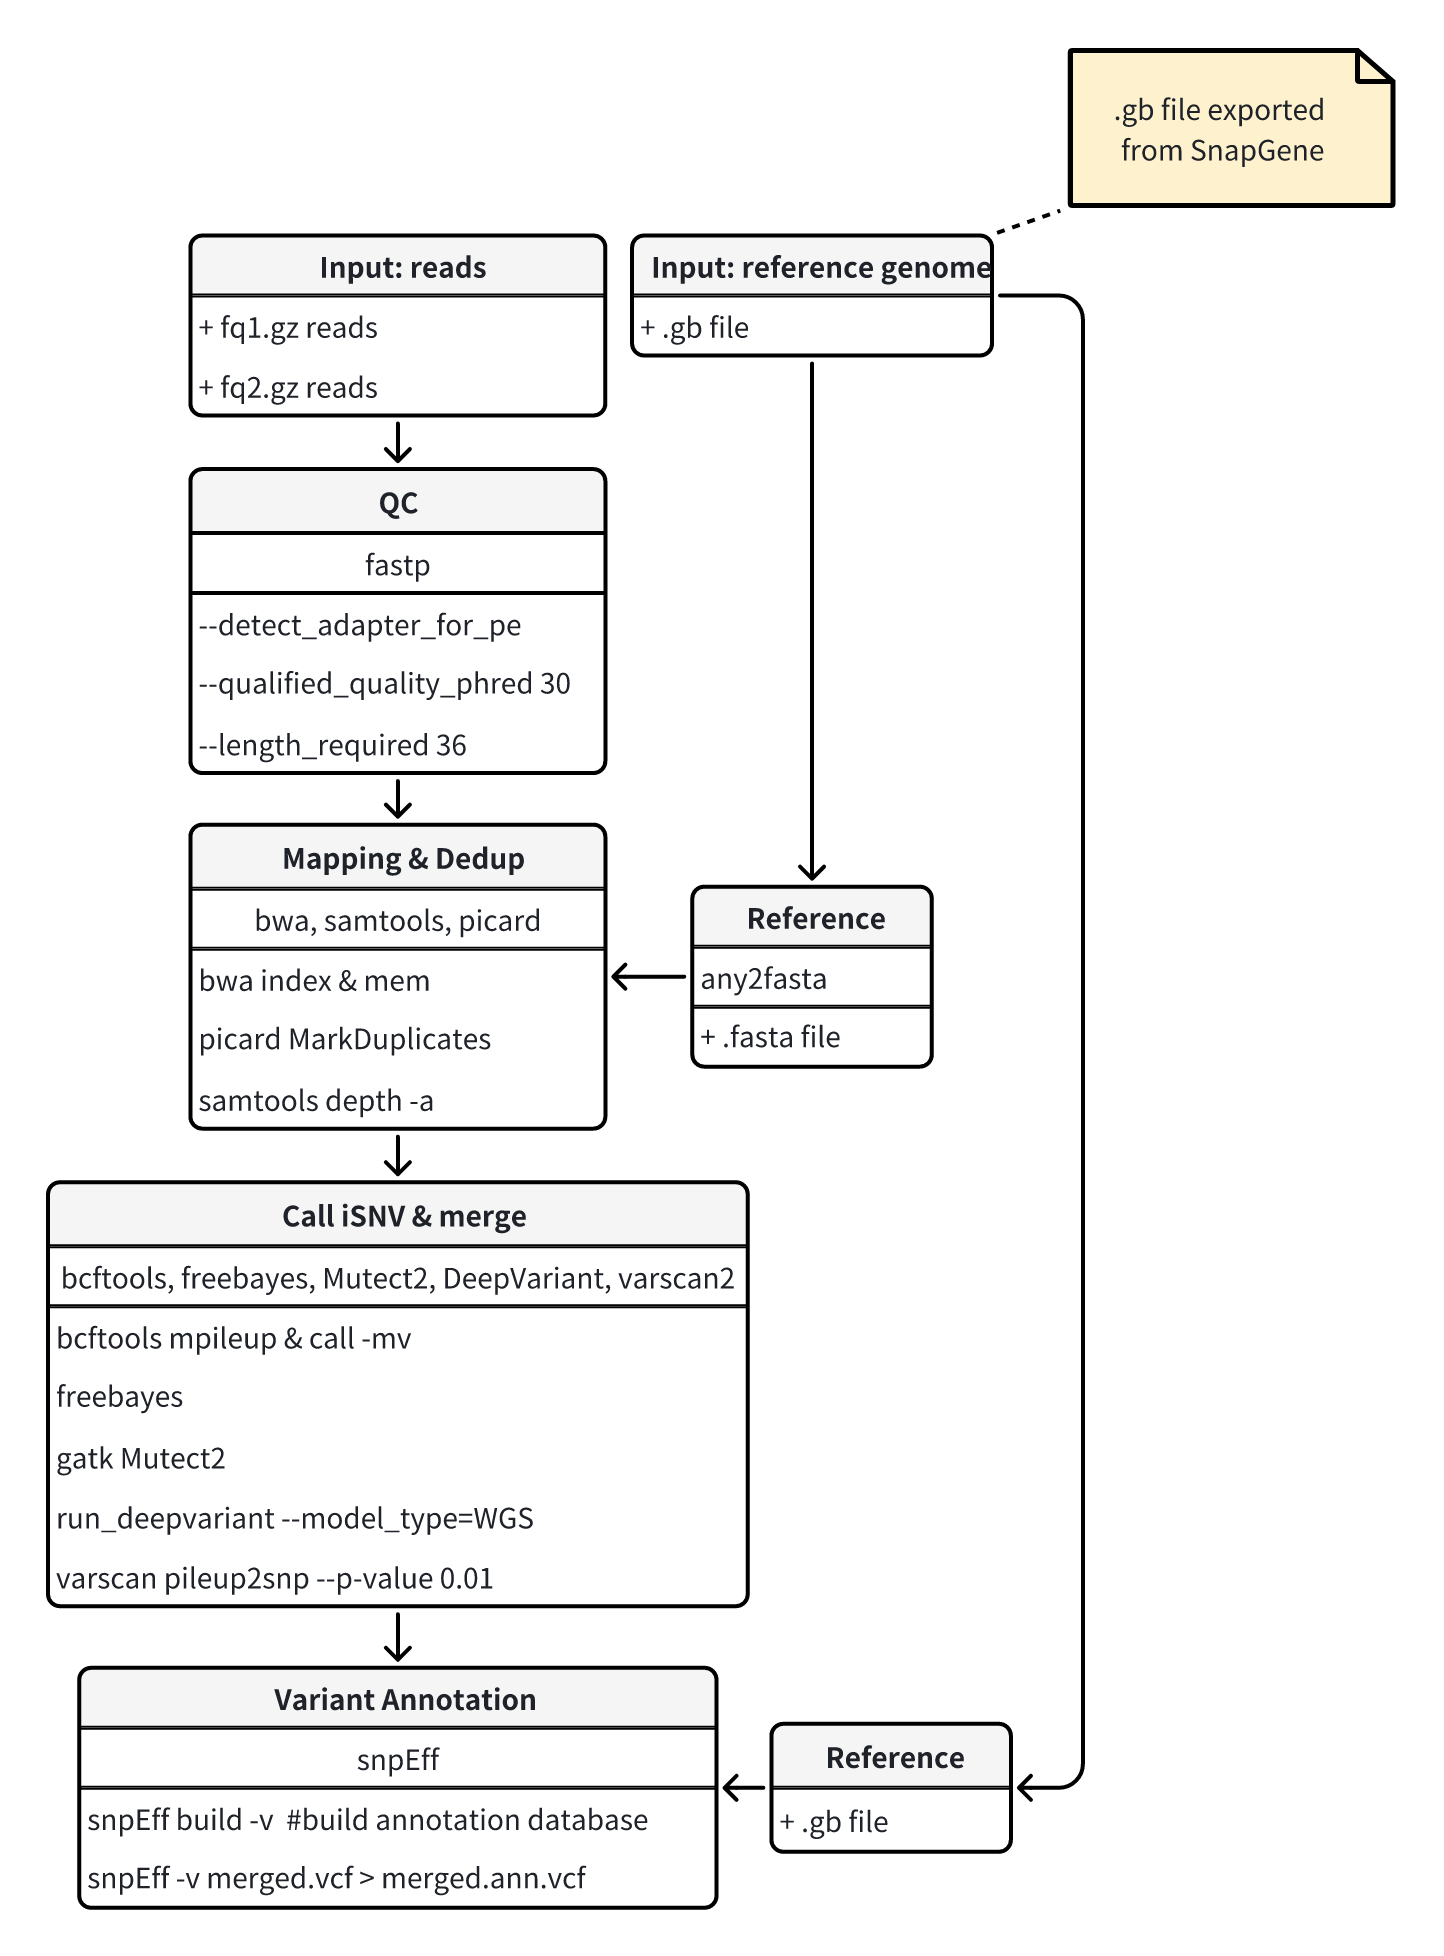 .gb file exported
from SnapGene
Input: reads
+ fq1.gz reads
+ fq2.gz reads
Input: reference genome
+ .gb file
QC
fastp
--detect_adapter_for_pe
--qualified_quality_phred 30
--length_required 36
Mapping & Dedup
bwa, samtools, picard
bwa index & mem
picard MarkDuplicates
samtools depth -a
Reference
any2fasta
+ .fasta file
Call iSNV & merge
bcftools, freebayes, Mutect2, DeepVariant, varscan2
bcftools mpileup & call -mv
freebayes
gatk Mutect2
run_deepvariant --model_type=WGS
varscan pileup2snp --p-value 0.01
Variant Annotation
snpEff
snpEff build -v  #build annotation database
snpEff -v merged.vcf > merged.ann.vcf
Reference
+ .gb file